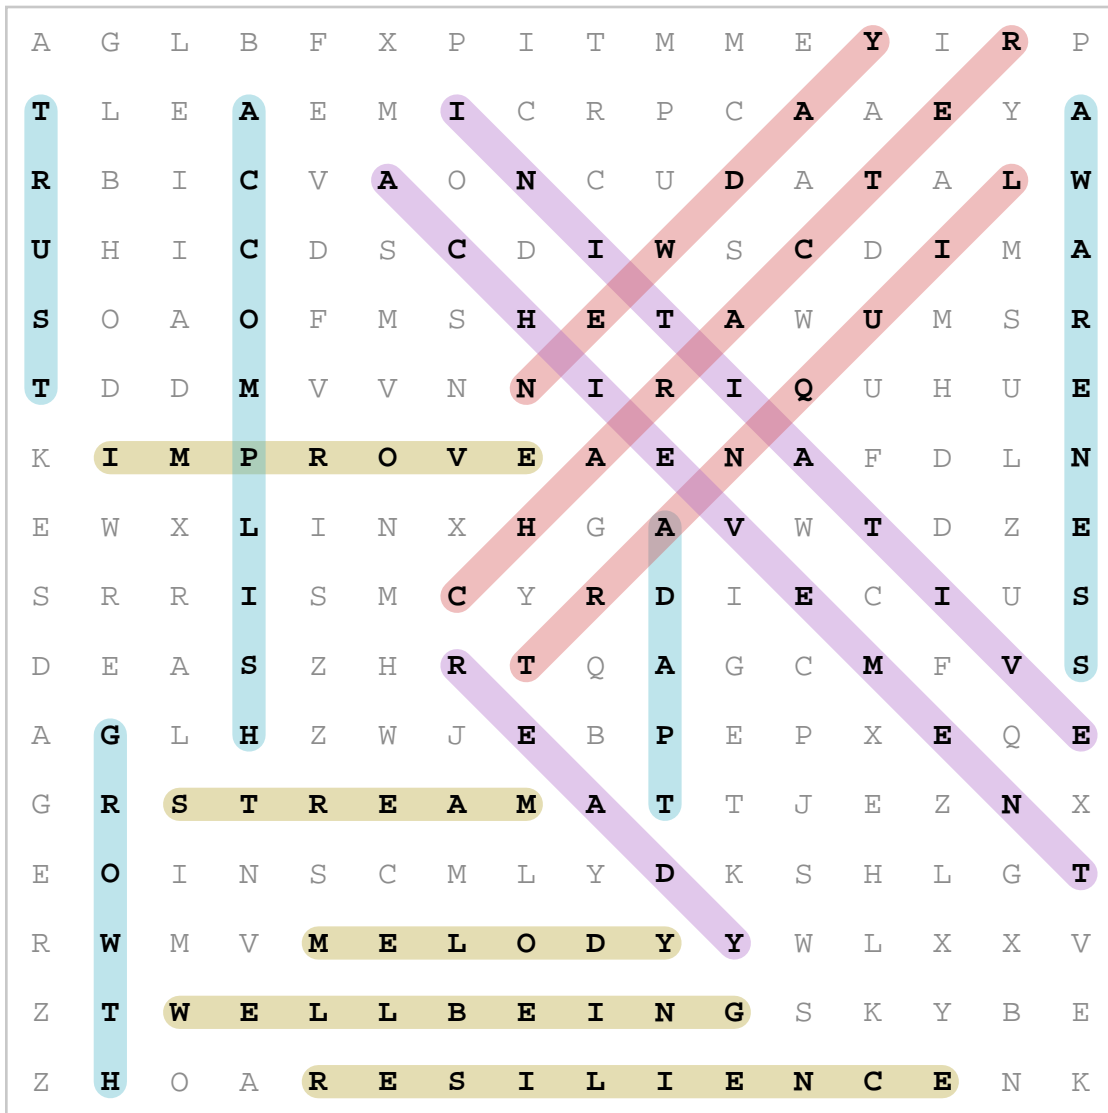 A G L B F X P I T M M E Y I R P
T L E A E M I C R P C A A E Y A
R B I C V A O N C U D A T A L W
U H I C D S C D I W S C D I M A
S O A O F M S H E T A W U M S R
T D D M V V N N I R I Q U H U E
K I M P R O V E A E N A F D L N
E W X L I N X H G A V W T D Z E
S R R I S M C Y R D I E C I U S
D E A S Z H R T Q A G C M F V S
A G L H Z W J E B P E P X E Q E
G R S T R E A M A T T J E Z N X
E O I N S C M L Y D K S H L G T
R W M V M E L O D Y Y W L X X V
Z T W E L L B E I N G S K Y B E
Z H O A R E S I L I E N C E N K